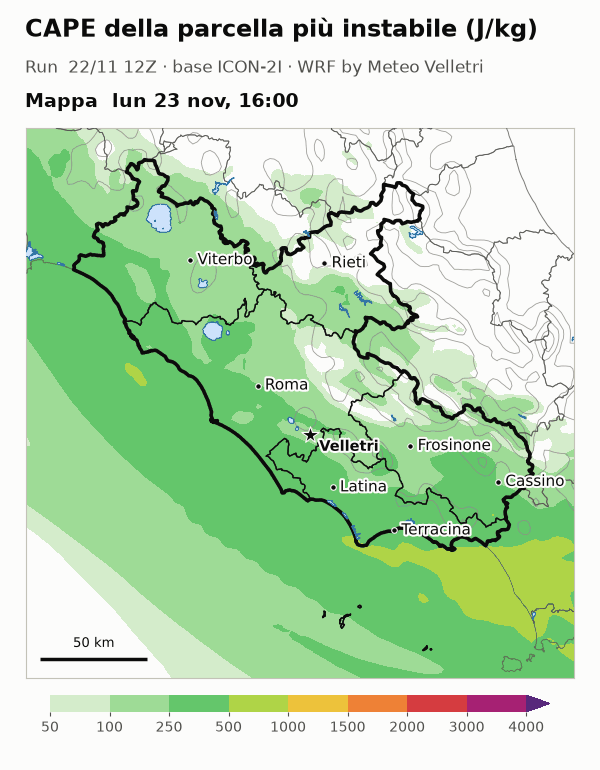 CAPE della parcella più instabile (J/kg)
Run  22/11 12Z · base ICON-2I · WRF by Meteo Velletri
Mappa  lun 23 nov, 16:00
Viterbo
Rieti
Roma
Velletri
Frosinone
Latina
Cassino
Terracina
50 km
50 100 250 500 1000 1500 2000 3000 4000